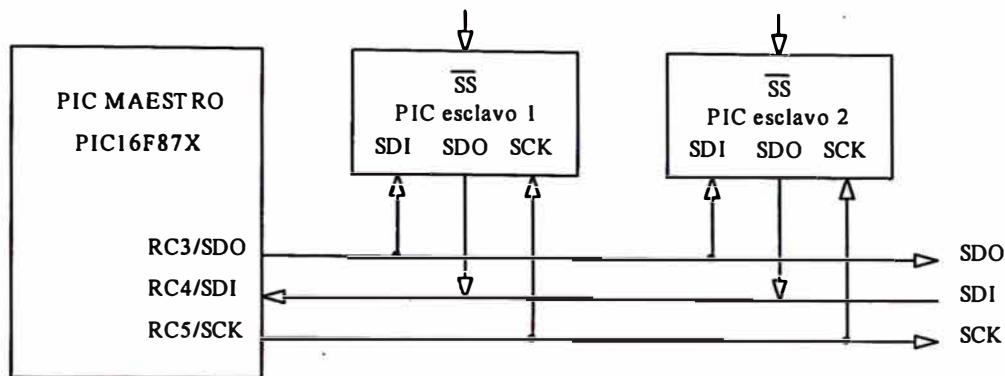 PIC MAESTRO
PIC16F87X
RC3/SDO
RC4/SDI
RC5/SCK
SS
PIC esclavo 1
SDI SDO SCK
SS
PIC esclavo 2
SDI SDO SCK
SDO
SDI
SCK